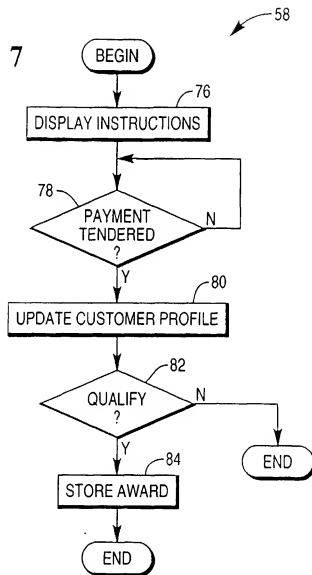 58
7
BEGIN
76
DISPLAY INSTRUCTIONS
78
PAYMENT
TENDERED
?
N
Y
80
UPDATE CUSTOMER PROFILE
82
QUALIFY
?
N
Y
84
STORE AWARD
END
END